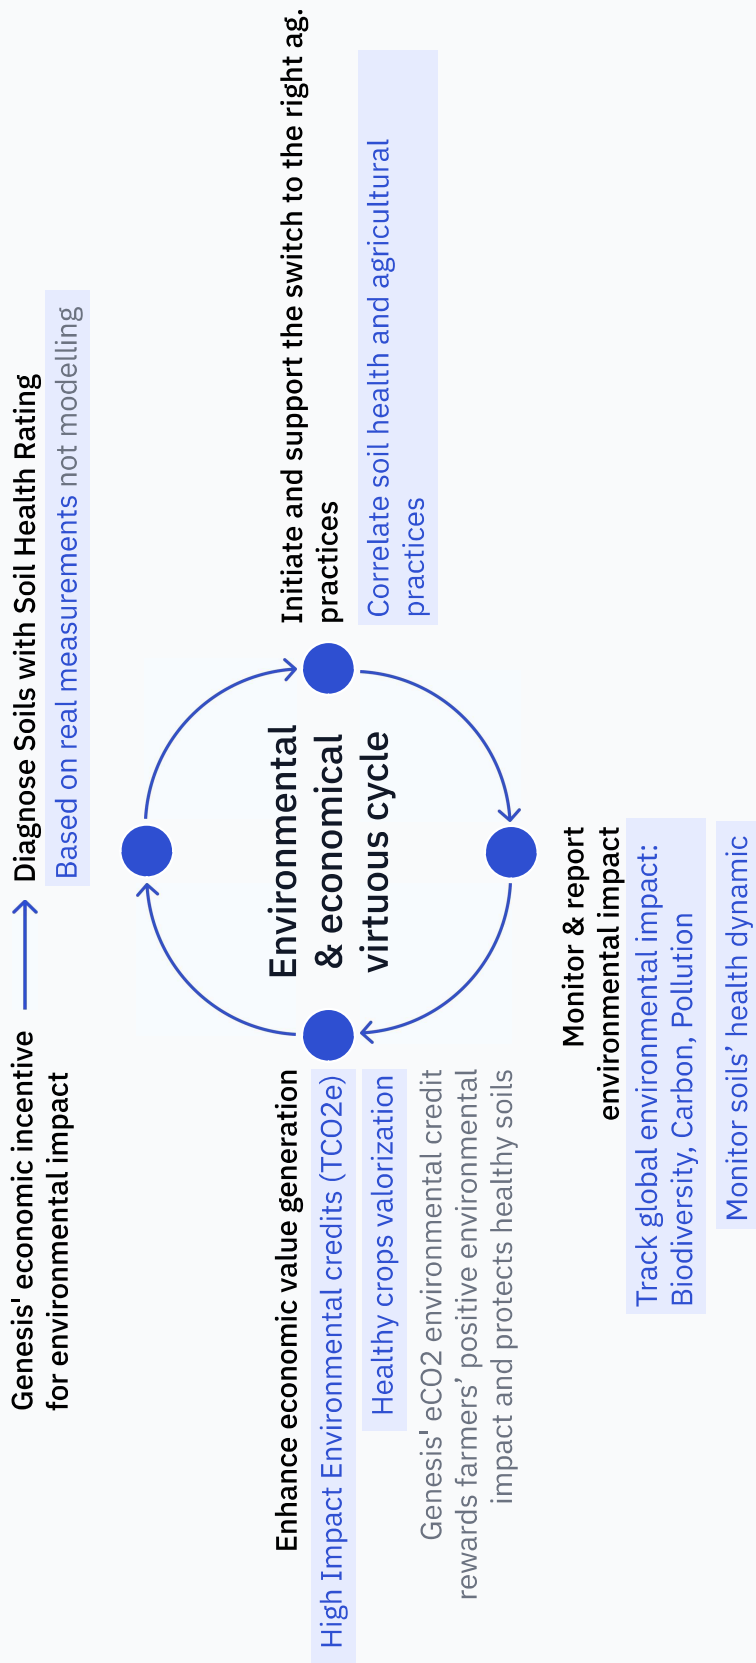 Genesis' economic incentive
for environmental impact
Diagnose Soils with Soil Health Rating
Based on real measurements not modelling
Initiate and support the switch to the right ag.
practices
Correlate soil health and agricultural
practices
Environmental
& economical
virtuous cycle
Monitor & report
environmental impact
Track global environmental impact:
Biodiversity, Carbon, Pollution
Monitor soils’ health dynamic
Enhance economic value generation
High Impact Environmental credits (TCO2e)
Healthy crops valorization
Genesis' eCO2 environmental credit
rewards farmers’ positive environmental
impact and protects healthy soils